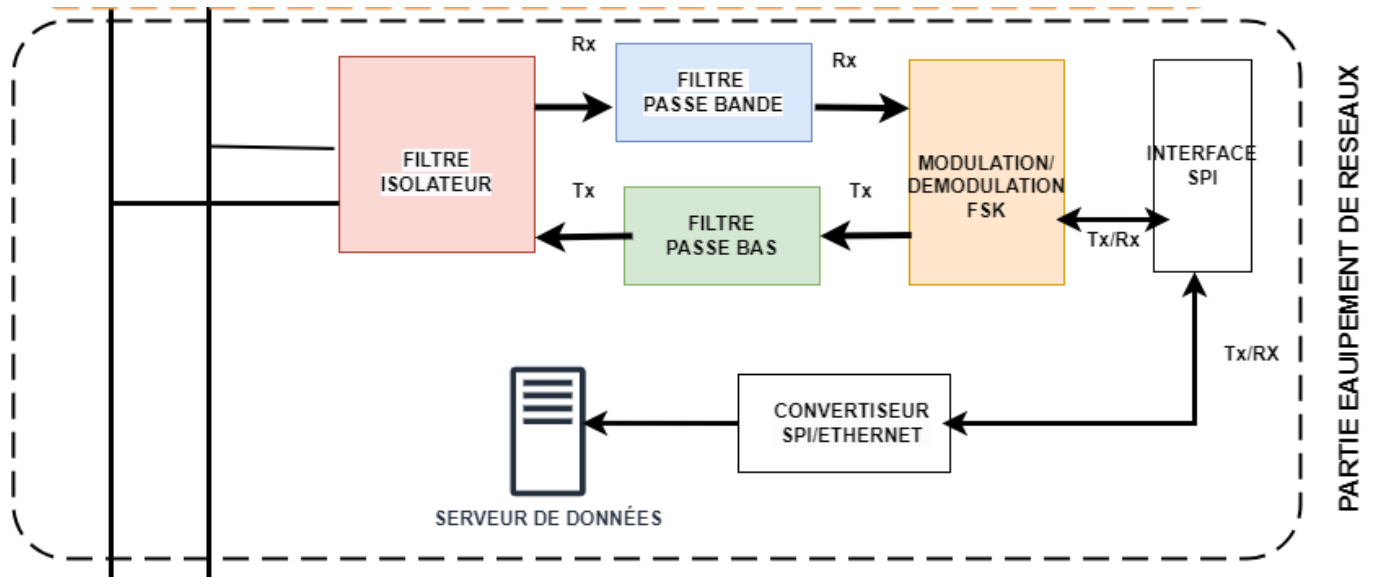 Rx
FILTRE
PASSE BANDE
Rx
FILTRE
ISOLATEUR
Tx
FILTRE
PASSE BAS
Tx
MODULATION/
DEMODULATION
FSK
Tx/Rx
INTERFACE
SPI
Tx/RX
CONVERTISEUR
SPI/ETHERNET
SERVEUR DE DONNÉES
PARTIE EAUIPEMENT DE RESEAUX